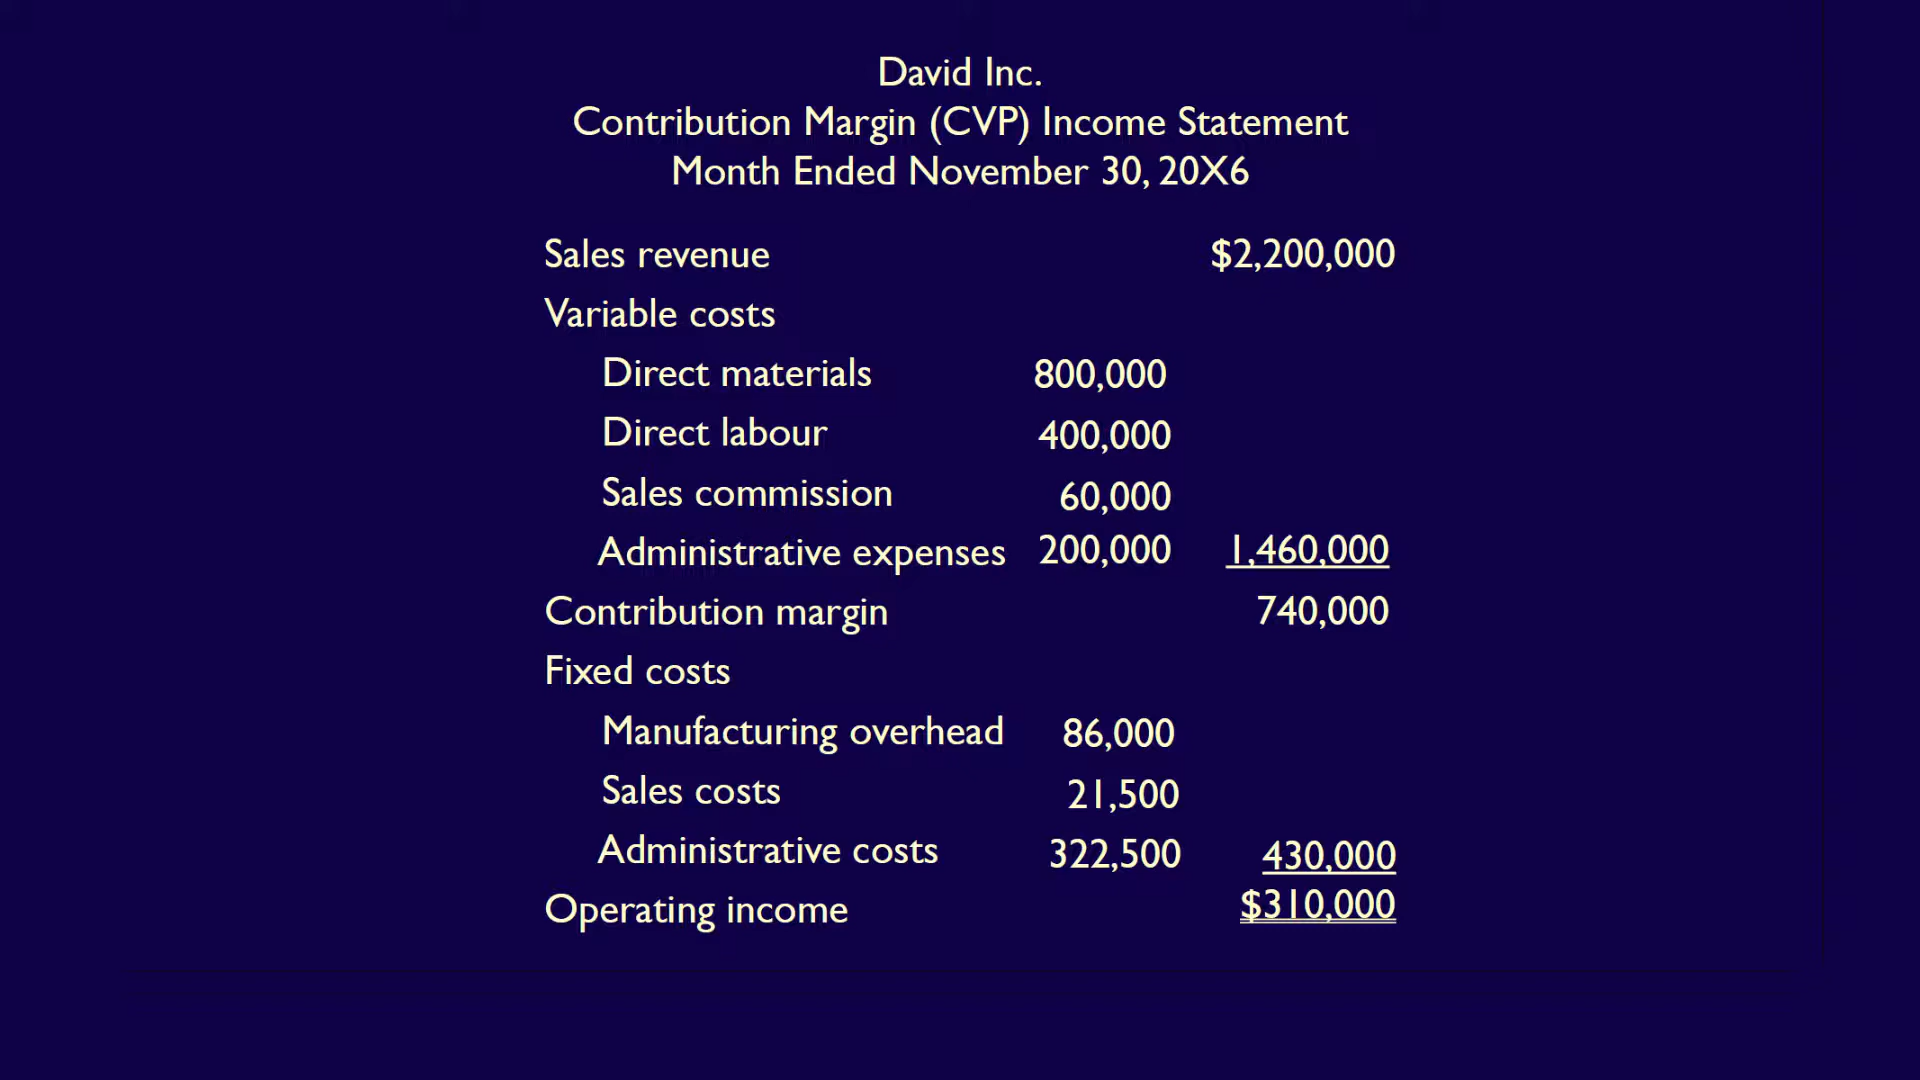 David Inc.
Contribution Margin (CVP) Income Statement
Month Ended November 30, 20X6
Sales revenue $2,200,000
Variable costs
Direct materials 800,000
Direct labour 400,000
Sales commission 60,000
Administrative expenses 200,000 1,460,000
Contribution margin 740,000
Fixed costs
Manufacturing overhead 86,000
Sales costs 21,500
Administrative costs 322,500 430,000
Operating income $310,000